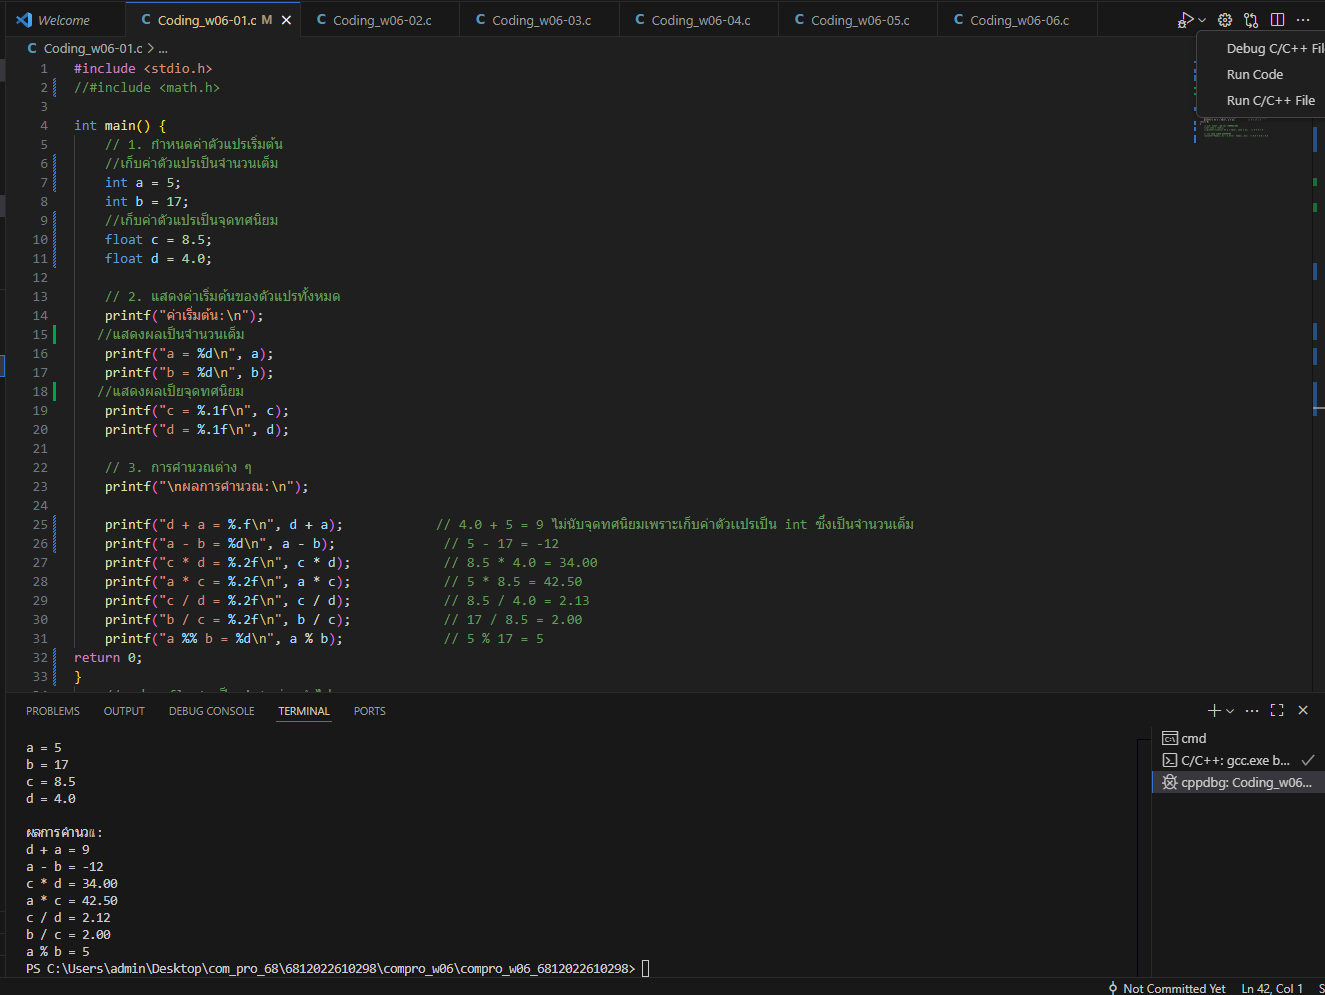 Welcome
C Coding_w06-01.c M ×
C Coding_w06-02.c
C Coding_w06-03.c
C Coding_w06-04.c
C Coding_w06-05.c
C Coding_w06-06.c
Debug C/C++ Fil
Run Code
Run C/C++ File
C Coding_w06-01.c > ...
1 #include <stdio.h>
2 //#include <math.h>
3
4 int main() {
5 // 1. กำหนดค่าตัวแปรเริ่มต้น
6 //เก็บค่าตัวแปรเป็นจำนวนเต็ม
7 int a = 5;
8 int b = 17;
9 //เก็บค่าตัวแปรเป็นจุดทศนิยม
10 float c = 8.5;
11 float d = 4.0;
12
13 // 2. แสดงค่าเริ่มต้นของตัวแปรทั้งหมด
14 printf("ค่าเริ่มต้น:\n");
15 //แสดงผลเป็นจำนวนเต็ม
16 printf("a = %d\n", a);
17 printf("b = %d\n", b);
18 //แสดงผลเปียจุดทศนิยม
19 printf("c = %.1f\n", c);
20 printf("d = %.1f\n", d);
21
22 // 3. การคำนวณต่าง ๆ
23 printf("\nผลการคำนวณ:\n");
24
25 printf("d + a = %.f\n", d + a); // 4.0 + 5 = 9 ไม่นับจุดทศนิยมเพราะเก็บค่าตัวแปรเป็น int ซึ่งเป็นจำนวนเต็ม
26 printf("a - b = %d\n", a - b); // 5 - 17 = -12
27 printf("c * d = %.2f\n", c * d); // 8.5 * 4.0 = 34.00
28 printf("a * c = %.2f\n", a * c); // 5 * 8.5 = 42.50
29 printf("c / d = %.2f\n", c / d); // 8.5 / 4.0 = 2.13
30 printf("b / c = %.2f\n", b / c); // 17 / 8.5 = 2.00
31 printf("a %% b = %d\n", a % b); // 5 % 17 = 5
32 return 0;
33 }
PROBLEMS
OUTPUT
DEBUG CONSOLE
TERMINAL
PORTS
a = 5
b = 17
c = 8.5
d = 4.0
ผลการคำนวณ:
d + a = 9
a - b = -12
c * d = 34.00
a * c = 42.50
c / d = 2.12
b / c = 2.00
a % b = 5
PS C:\Users\admin\Desktop\com_pro_68\6812022610298\compro_w06\compro_w06_6812022610298>
cmd
C/C++: gcc.exe b...
cppdbg: Coding_w06...
Not Committed Yet
Ln 42, Col 1
S